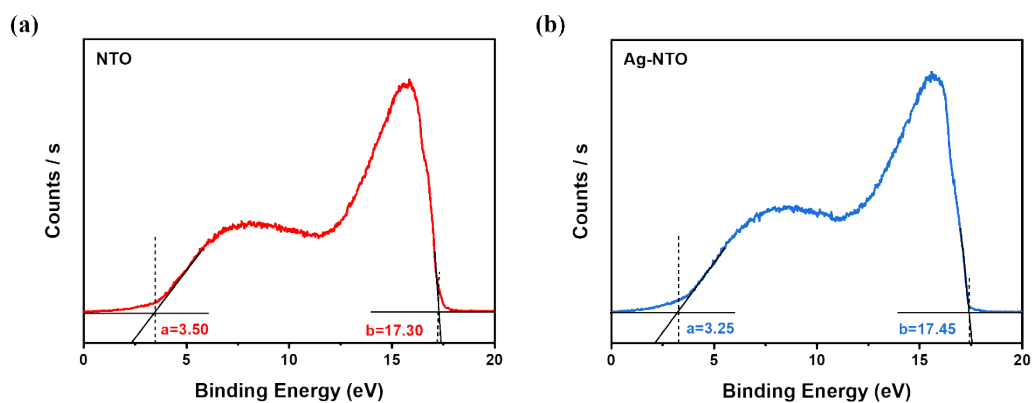 (a)
NTO
Counts / s
a=3.50
b=17.30
0 5 10 15 20
Binding Energy (eV)
(b)
Ag-NTO
Counts / s
a=3.25
b=17.45
0 5 10 15 20
Binding Energy (eV)